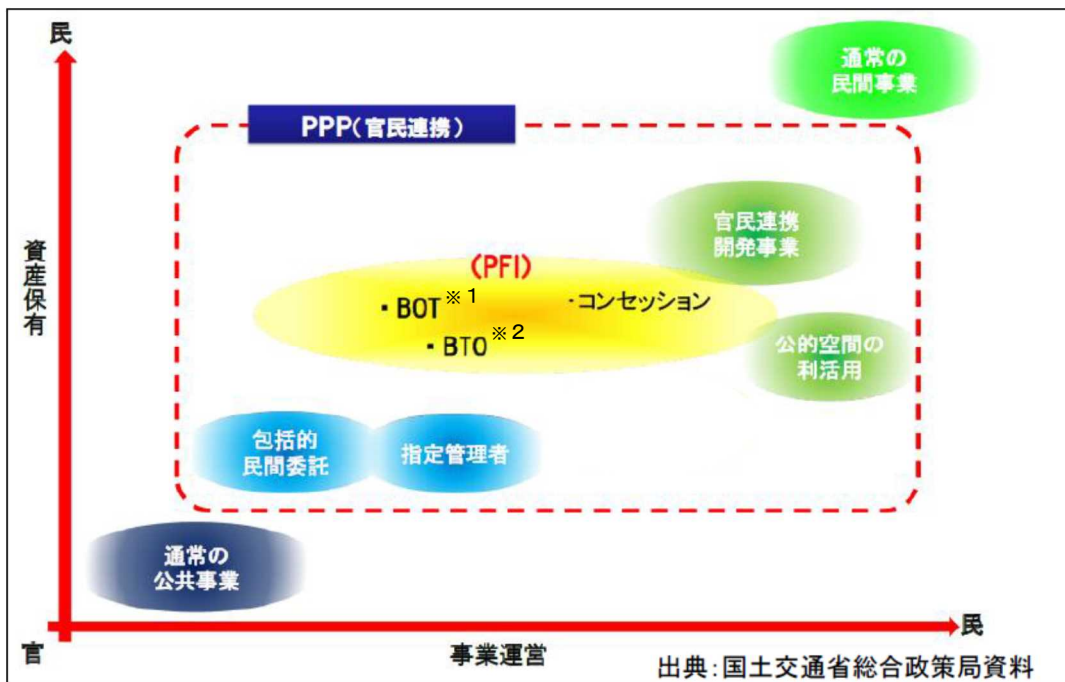 民
通常の
民間事業
PPP(官民連携)
官民連携
開発事業
資産保有
(PFI)
・BOT※1
・コンセッション
・BTO※2
公的空間の
利活用
包括的
民間委託
指定管理者
通常の
公共事業
民
官
事業運営
出典:国土交通省総合政策局資料